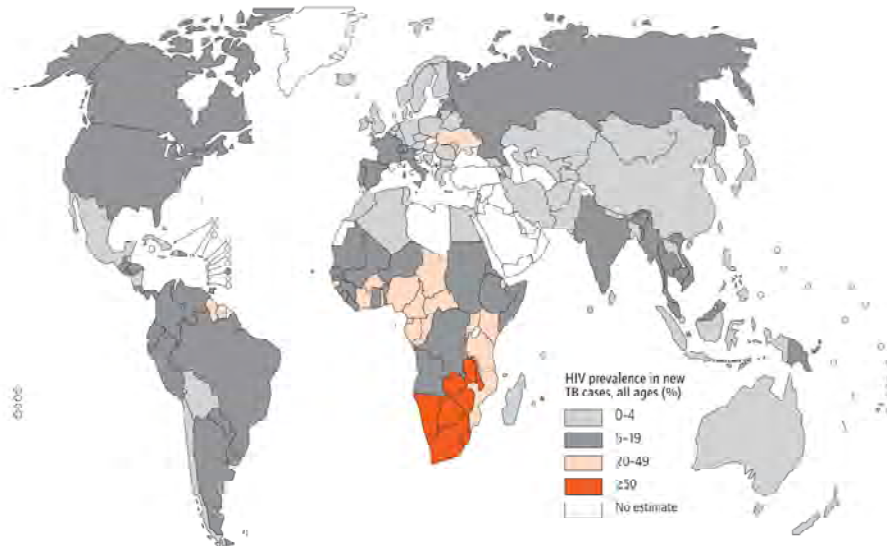 HIV prevalence in new
TB cases, all ages (%)
0–4
5–19
20–49
≥50
No estimate